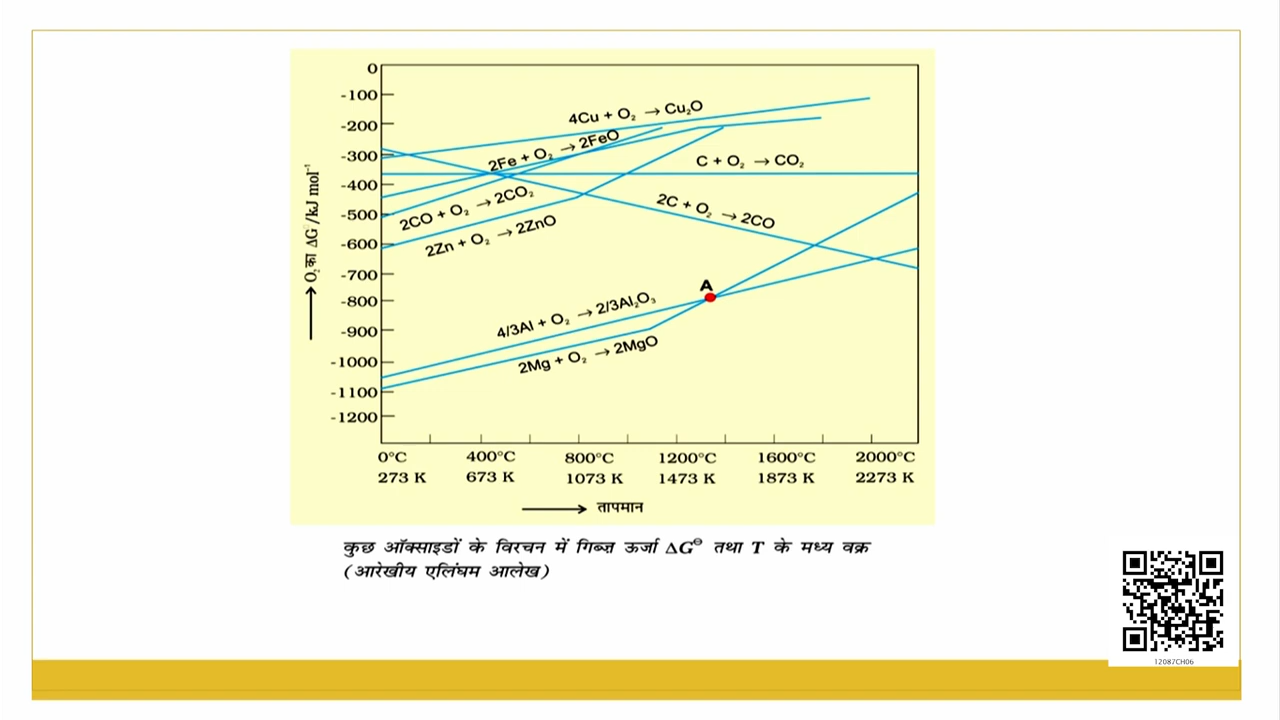 0
-100
-200
-300
-400
-500
-600
-700
-800
-900
-1000
-1100
-1200
O₂ का ΔG⊖/kJ mol⁻¹
4Cu + O₂ → Cu₂O
2Fe + O₂ → 2FeO
C + O₂ → CO₂
2CO + O₂ → 2CO₂
2C + O₂ → 2CO
2Zn + O₂ → 2ZnO
A
4/3Al + O₂ → 2/3Al₂O₃
2Mg + O₂ → 2MgO
0°C 400°C 800°C 1200°C 1600°C 2000°C
273 K 673 K 1073 K 1473 K 1873 K 2273 K
→ तापमान
कुछ ऑक्साइडों के विरचन में गिब्ज़ ऊर्जा ΔG⊖ तथा T के मध्य वक्र
(आरेखीय एलिंघम आलेख)
12087CH06